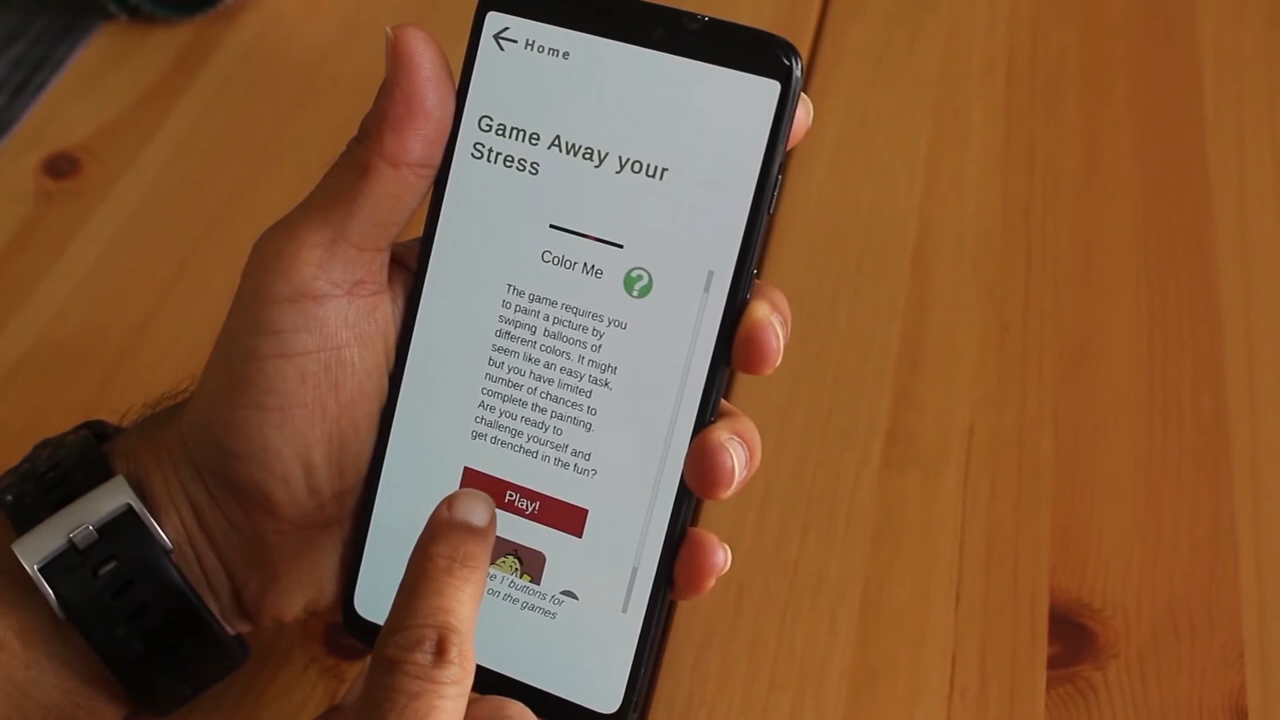 Home
Game Away your
Stress
Color Me
?
The game requires you
to paint a picture by
swiping balloons of
different colors. It might
seem like an easy task,
but you have limited
number of chances to
complete the painting.
Are you ready to
challenge yourself and
get drenched in the fun?
Play!
buttons for
on the games